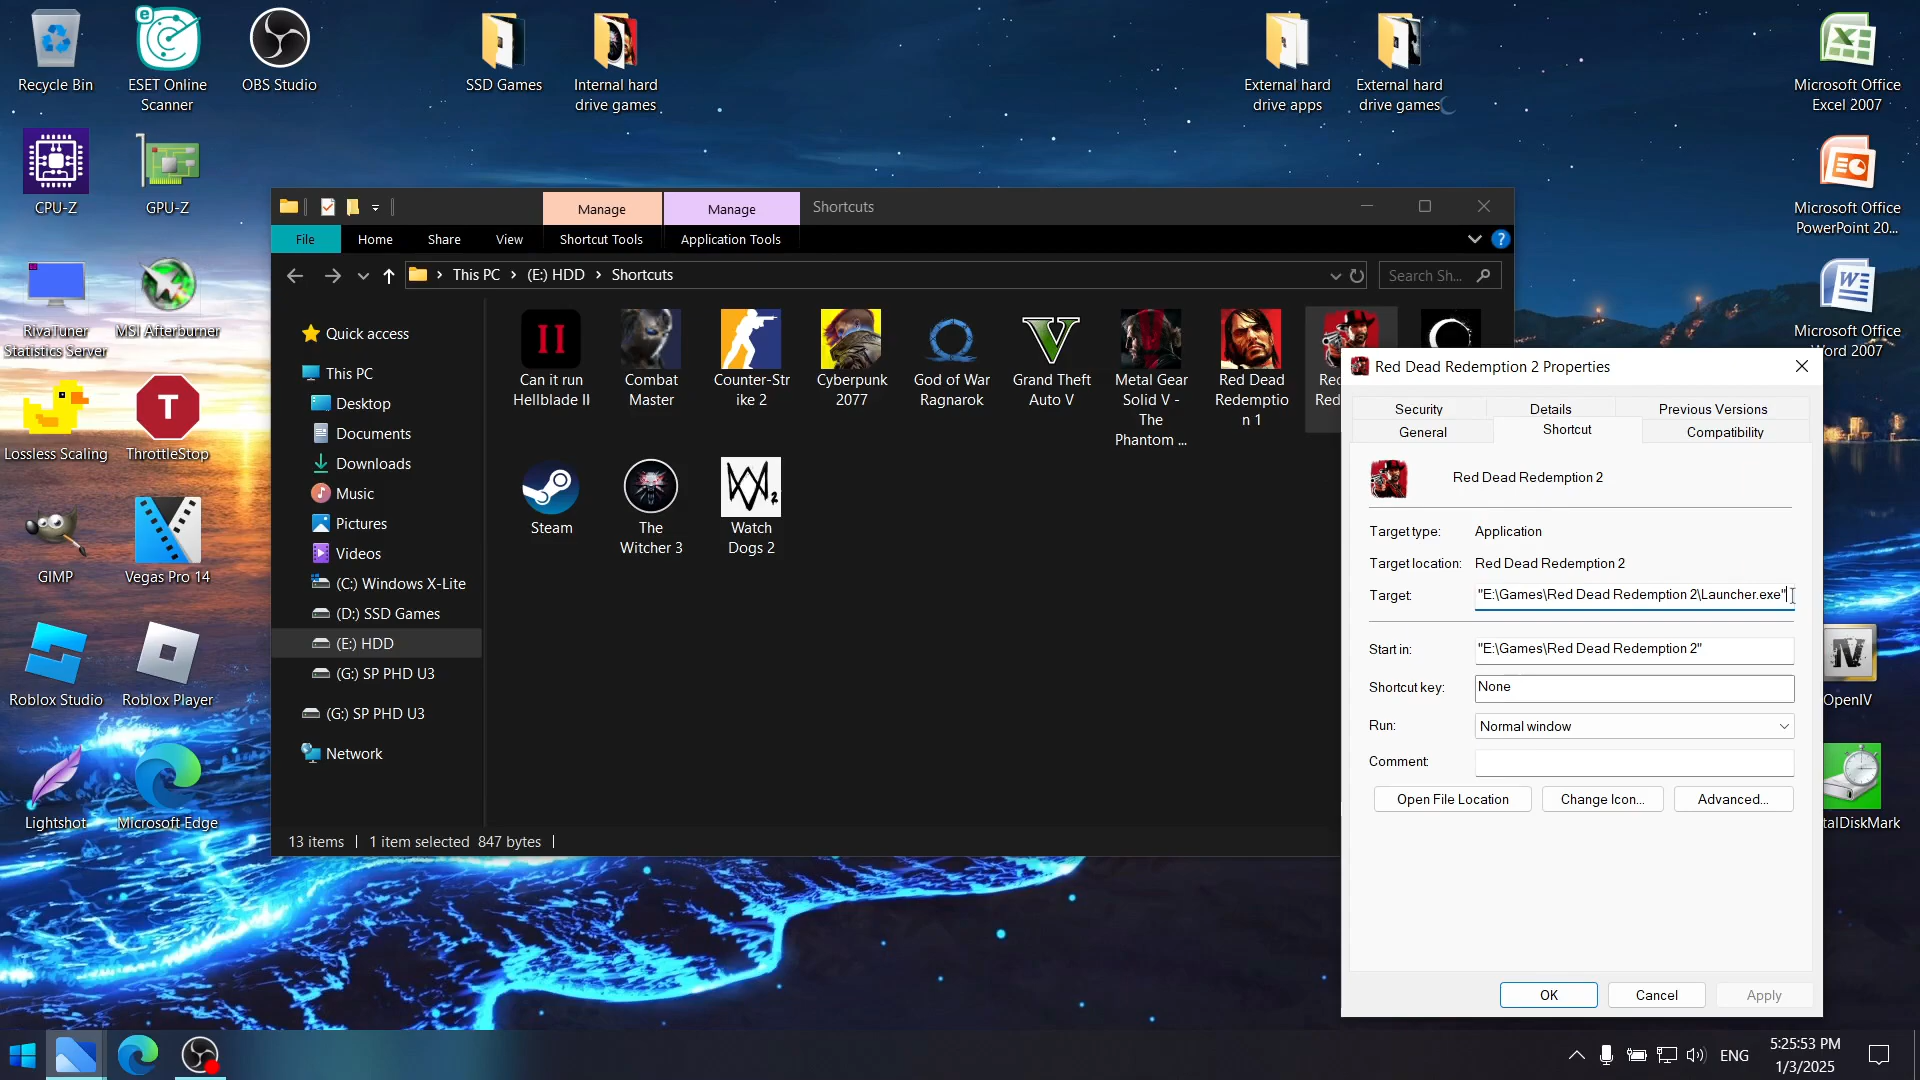 Recycle Bin
ESET Online
Scanner
OBS Studio
SSD Games
Internal hard
drive games
External hard
drive apps
External hard
drive games
Microsoft Office
Excel 2007
CPU-Z
GPU-Z
Microsoft Office
PowerPoint 20...
RivaTuner
Statistics Server
MSI Afterburner
Microsoft Office
Word 2007
Lossless Scaling
ThrottleStop
GIMP
Vegas Pro 14
Roblox Studio
Roblox Player
OpenIV
Lightshot
Microsoft Edge
talDiskMark
Manage
Manage
Shortcuts
File
Home
Share
View
Shortcut Tools
Application Tools
This PC
(E:) HDD
Shortcuts
Search Sh...
Quick access
This PC
Desktop
Documents
Downloads
Music
Pictures
Videos
(C:) Windows X-Lite
(D:) SSD Games
(E:) HDD
(G:) SP PHD U3
(G:) SP PHD U3
Network
Can it run
Hellblade II
Combat
Master
Counter-Str
ike 2
Cyberpunk
2077
God of War
Ragnarok
Grand Theft
Auto V
Metal Gear
Solid V -
The
Phantom ...
Red Dead
Redemptio
n 1
Rec
Red
Steam
The
Witcher 3
Watch
Dogs 2
13 items
1 item selected 847 bytes
Red Dead Redemption 2 Properties
Security
Details
Previous Versions
General
Shortcut
Compatibility
Red Dead Redemption 2
Target type:
Application
Target location:
Red Dead Redemption 2
Target:
"E:\Games\Red Dead Redemption 2\Launcher.exe"
Start in:
"E:\Games\Red Dead Redemption 2"
Shortcut key:
None
Run:
Normal window
Comment:
Open File Location
Change Icon...
Advanced...
OK
Cancel
Apply
ENG
5:25:53 PM
1/3/2025